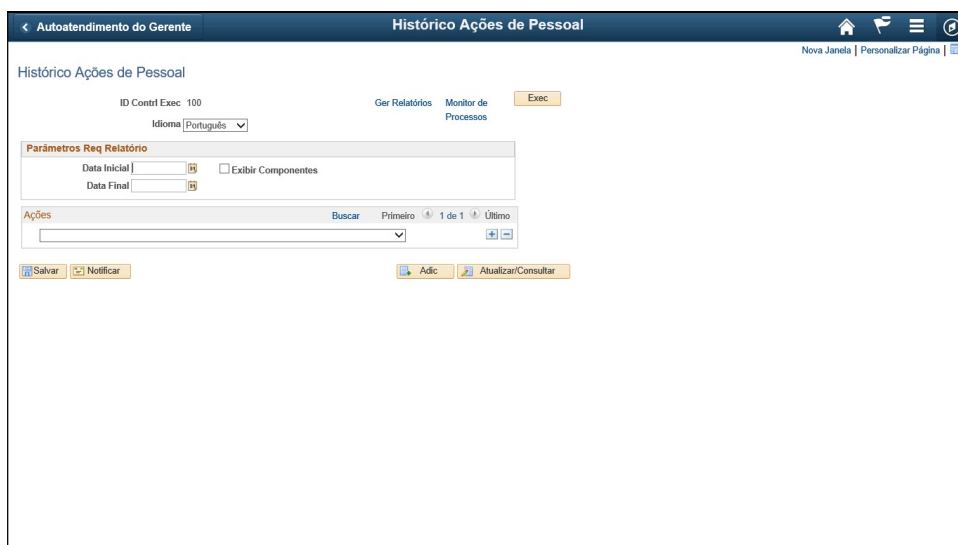 Autoatendimento do Gerente
Histórico Ações de Pessoal
Nova Janela | Personalizar Página |
Histórico Ações de Pessoal
ID Contrl Exec 100 Ger Relatórios Monitor de Processos Exec
Idioma Português
Parâmetros Req Relatório
Data Inicial Exibir Componentes
Data Final
Ações Buscar Primeiro 1 de 1 Último
Salvar Notificar Adic Atualizar/Consultar